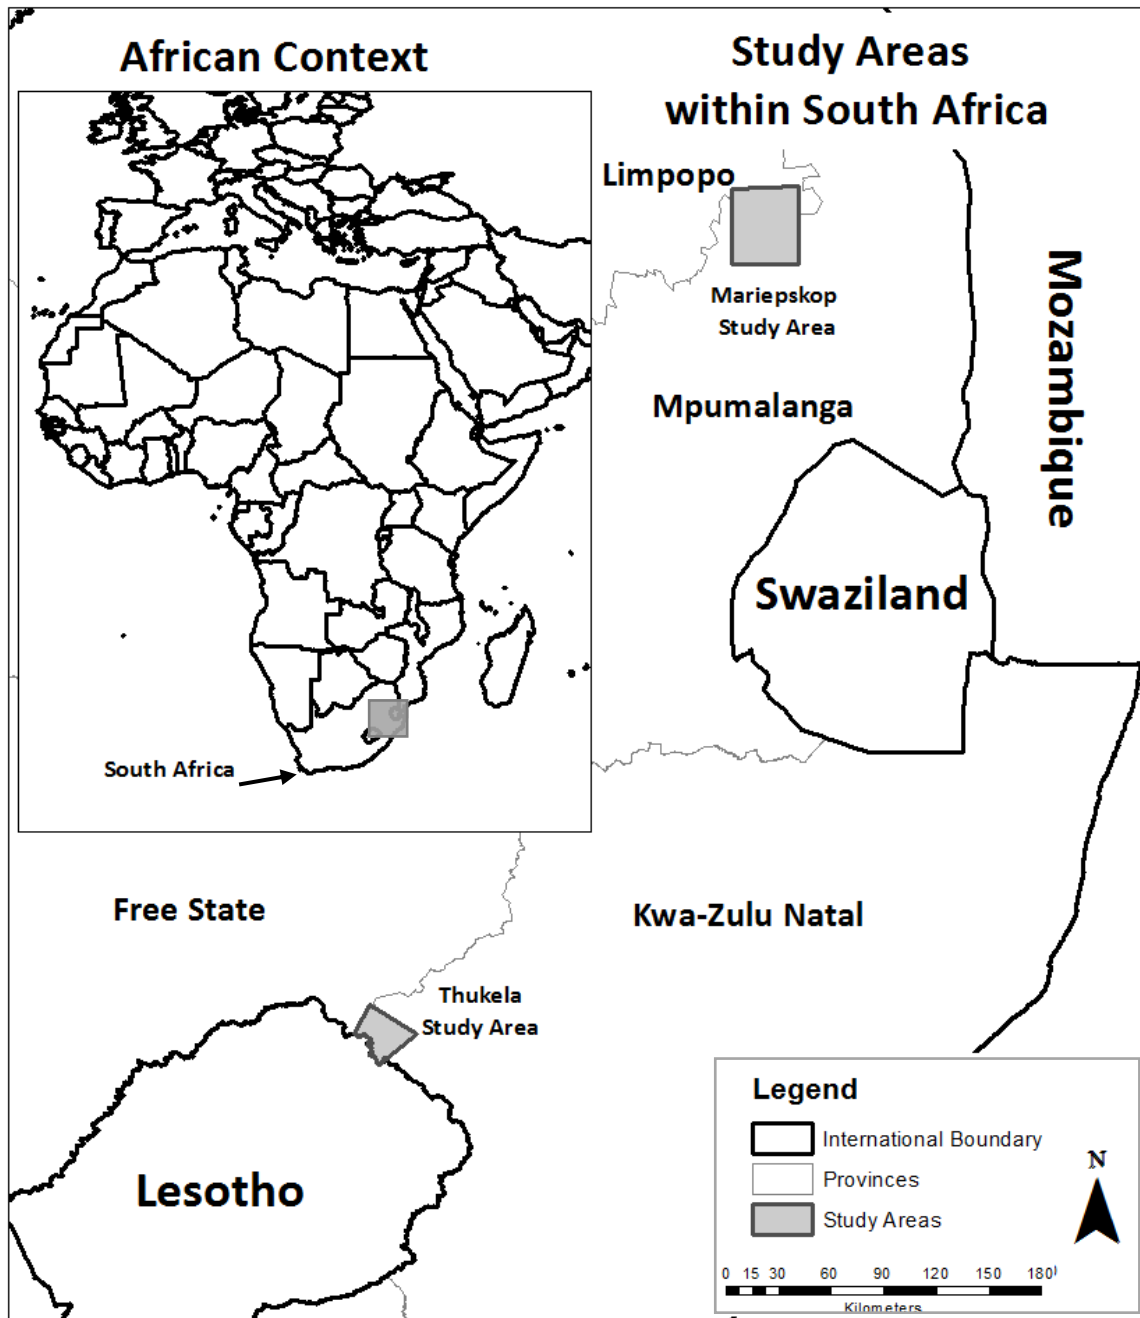 African Context
Study Areas
within South Africa
Limpopo
Mariepskop
Study Area
Mozambique
Mpumalanga
Swaziland
South Africa
Free State
Kwa-Zulu Natal
Thukela
Study Area
Lesotho
Legend
International Boundary
Provinces
Study Areas
N
0 15 30 60 90 120 150 180
Kilometers